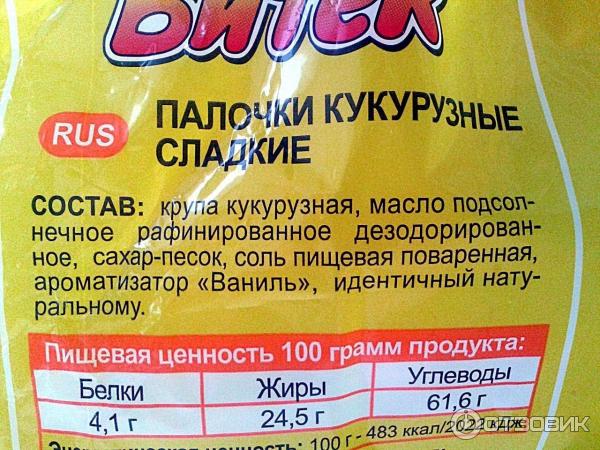 Витек
RUS
ПАЛОЧКИ КУКУРУЗНЫЕ
СЛАДКИЕ
СОСТАВ: крупа кукурузная, масло подсол-
нечное рафинированное дезодорирован-
ное, сахар-песок, соль пищевая поваренная,
ароматизатор «Ваниль», идентичный нату-
ральному.
Пищевая ценность 100 грамм продукта:
Белки Жиры Углеводы
4,1 г 24,5 г 61,6 г
Энергетическая ценность: 100 г - 483 ккал/2022 кдж.
ОТЗОВИК